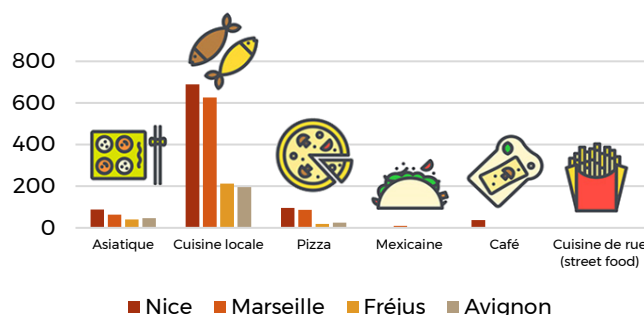 800
600
400
200
0
Asiatique
Cuisine locale
Pizza
Mexicaine
Café
Cuisine de rue
(street food)
Nice
Marseille
Fréjus
Avignon